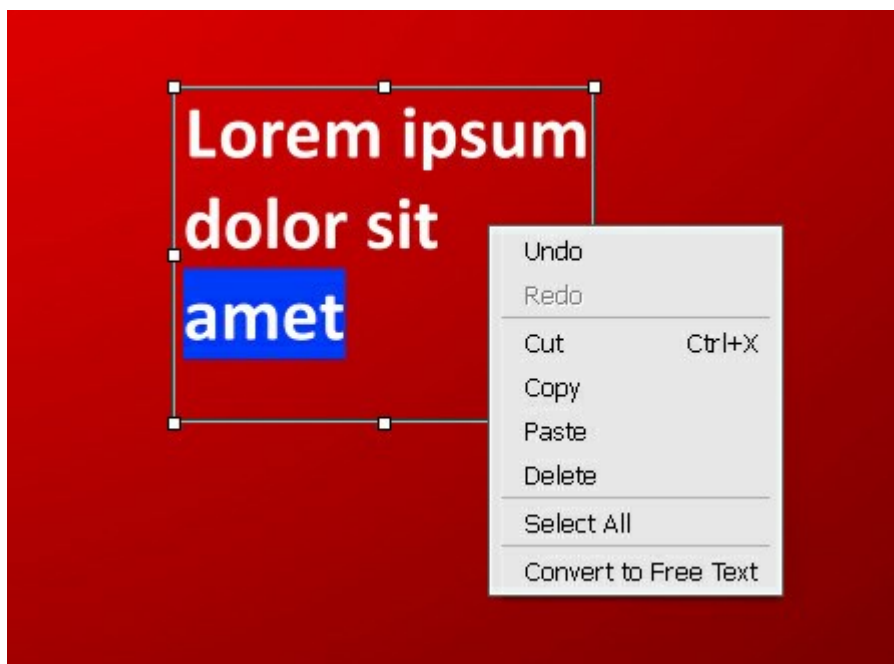 Lorem ipsum
dolor sit
amet
Undo
Redo
Cut Ctrl+X
Copy
Paste
Delete
Select All
Convert to Free Text